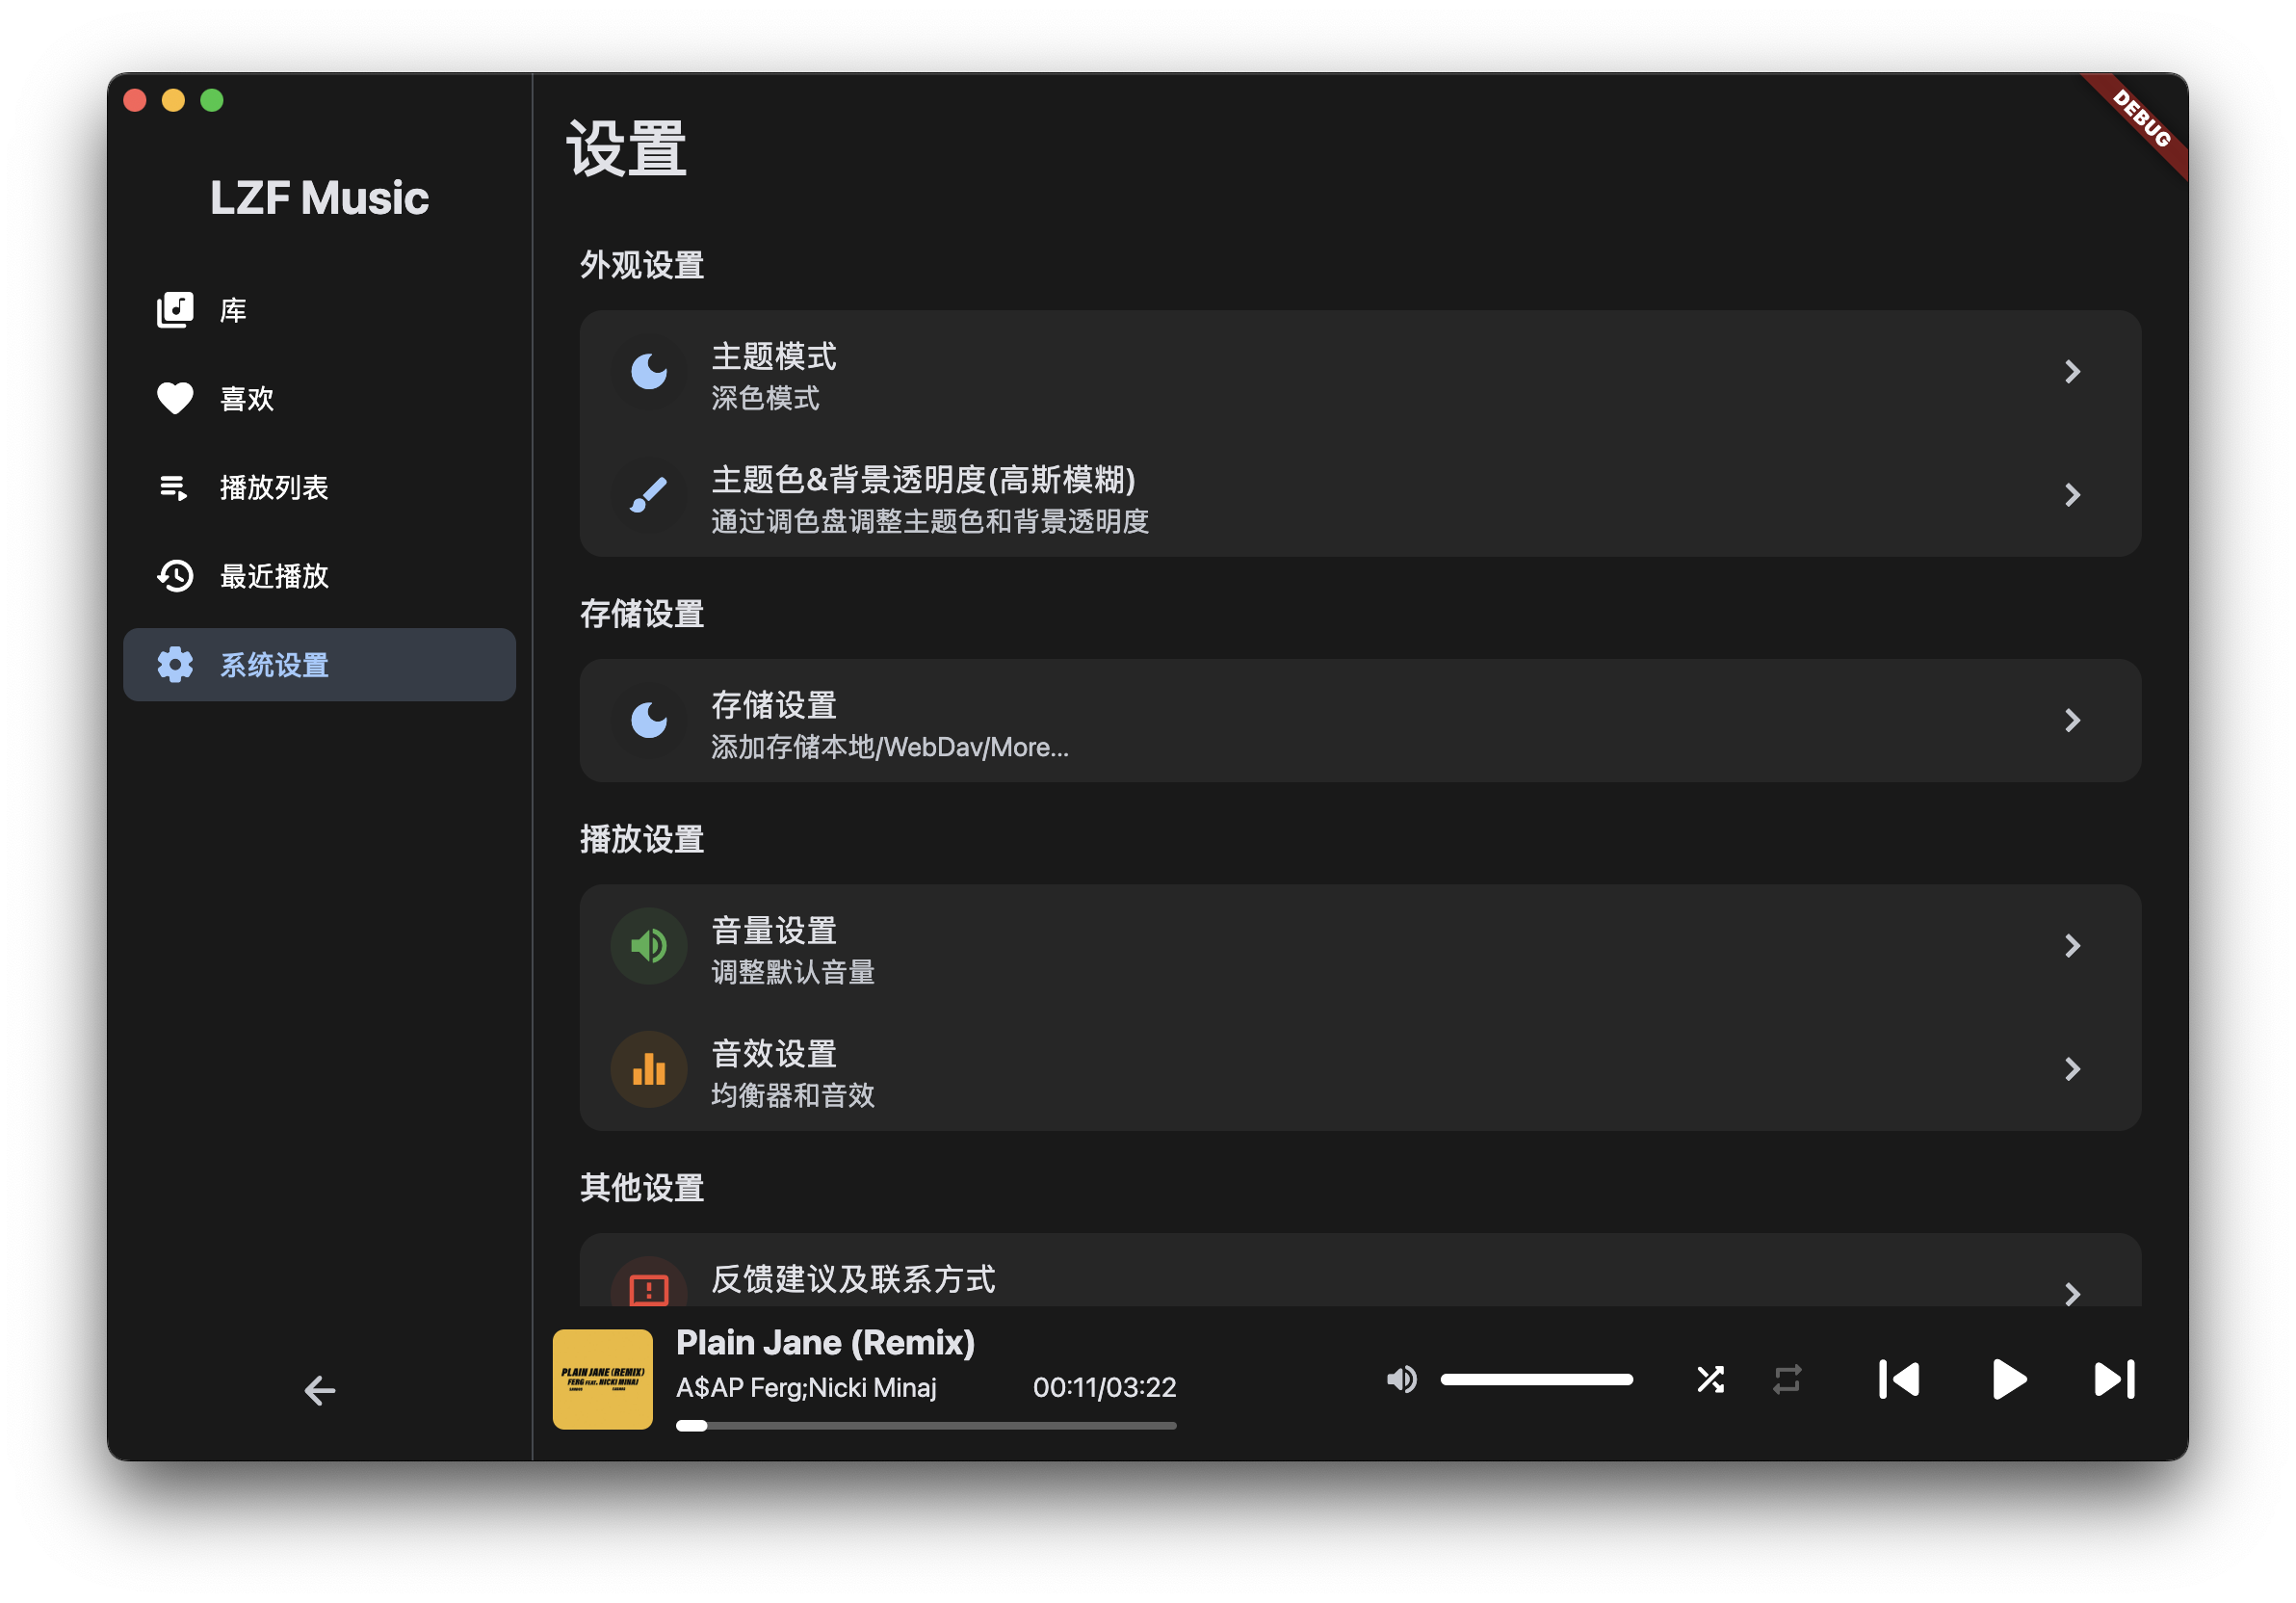 DEBUG
LZF Music
库
喜欢
播放列表
最近播放
系统设置
设置
外观设置
主题模式
深色模式
主题色&背景透明度(高斯模糊)
通过调色盘调整主题色和背景透明度
存储设置
存储设置
添加存储本地/WebDav/More...
播放设置
音量设置
调整默认音量
音效设置
均衡器和音效
其他设置
反馈建议及联系方式
PLAIN JANE (REMIX)
FERG FEAT. NICKI MINAJ
Plain Jane (Remix)
A$AP Ferg;Nicki Minaj
00:11/03:22